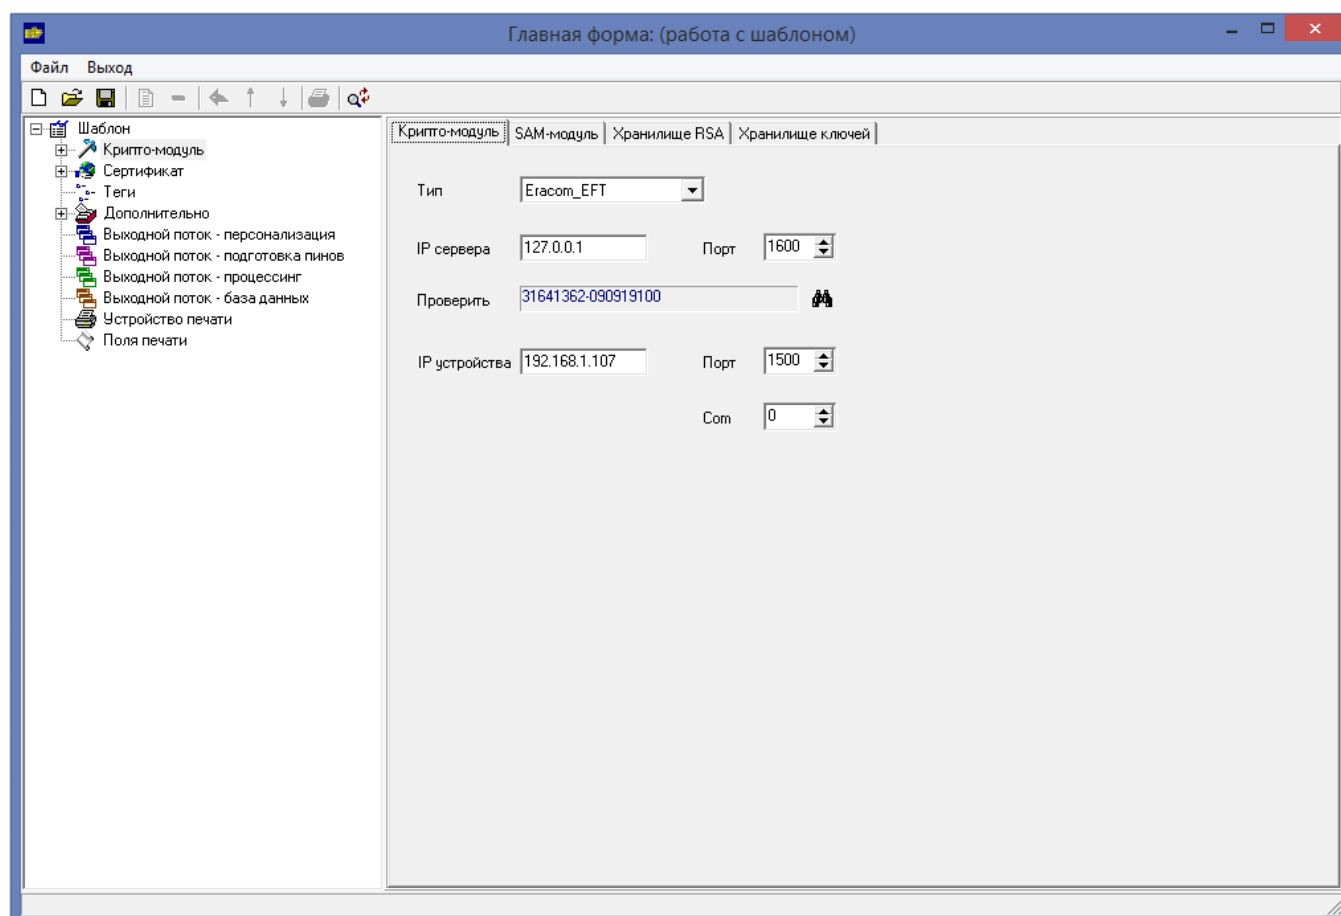 Главная форма: (работа с шаблоном)
Файл Выход
Шаблон
Крипто-модуль
Сертификат
Теги
Дополнительно
Выходной поток - персонализация
Выходной поток - подготовка пинов
Выходной поток - процессинг
Выходной поток - база данных
Устройство печати
Поля печати
Крипто-модуль SAM-модуль Хранилище RSA Хранилище ключей
Тип Eracom_EFT
IP сервера 127.0.0.1 Порт 1600
Проверить 31641362-090919100
IP устройства 192.168.1.107 Порт 1500
Com 0